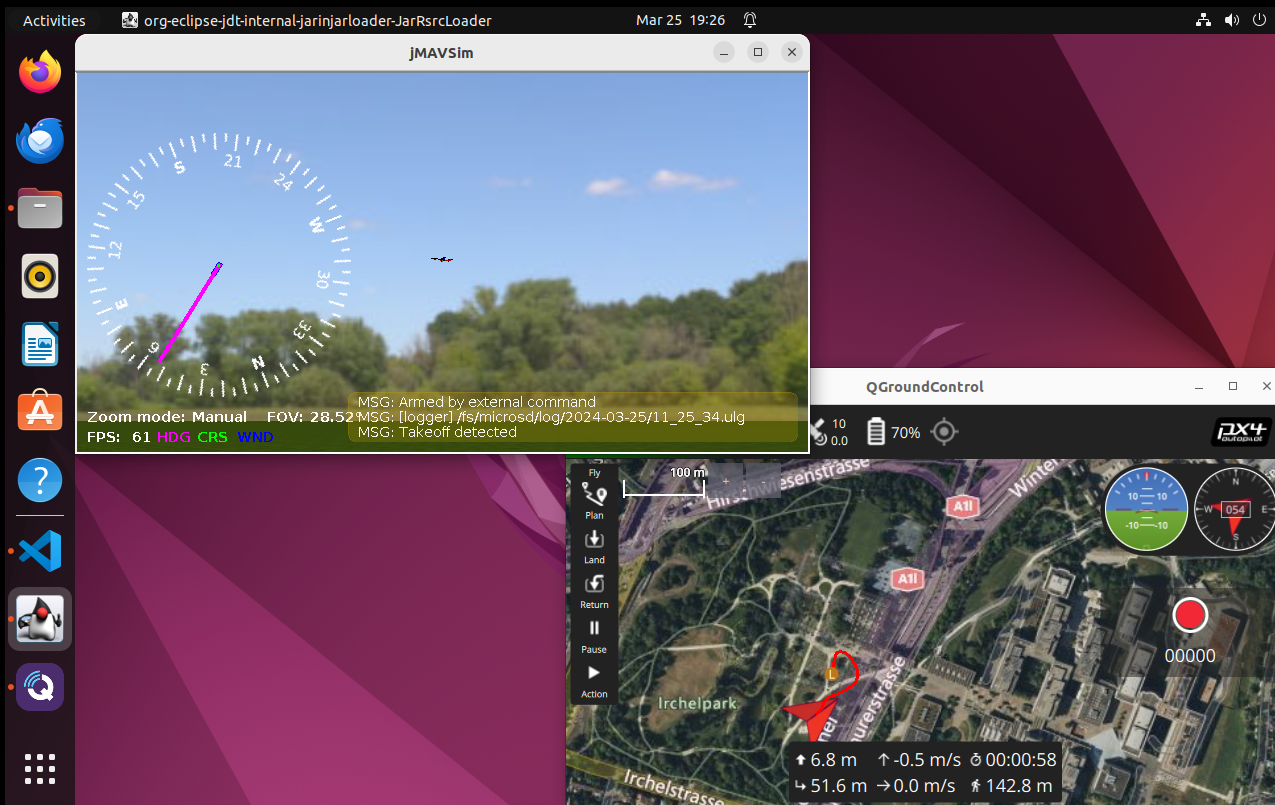 Activities org-eclipse-jdt-internal-jarinjarloader-JarRsrcLoader Mar 25 19:26
jMAVSim
S 21 24 W 30 33 N 3 6 E 12 15
Zoom mode: Manual FOV: 28.52°
FPS: 61 HDG CRS WND
MSG: Armed by external command
MSG: [logger] /fs/microsd/log/2024-03-25/11_25_34.ulg
MSG: Takeoff detected
QGroundControl
10
0.0
70%
PX4
autopilot
Fly
Plan
Land
Return
Pause
Action
100 m
+ -
Hirschwiesenstrasse
Winter
A1l
A1l
urerstrasse
Irchelpark
L
Irchelstrasse
10 10
-10 -10
N
W 054 E
S
00000
6.8 m -0.5 m/s 00:00:58
51.6 m 0.0 m/s 142.8 m